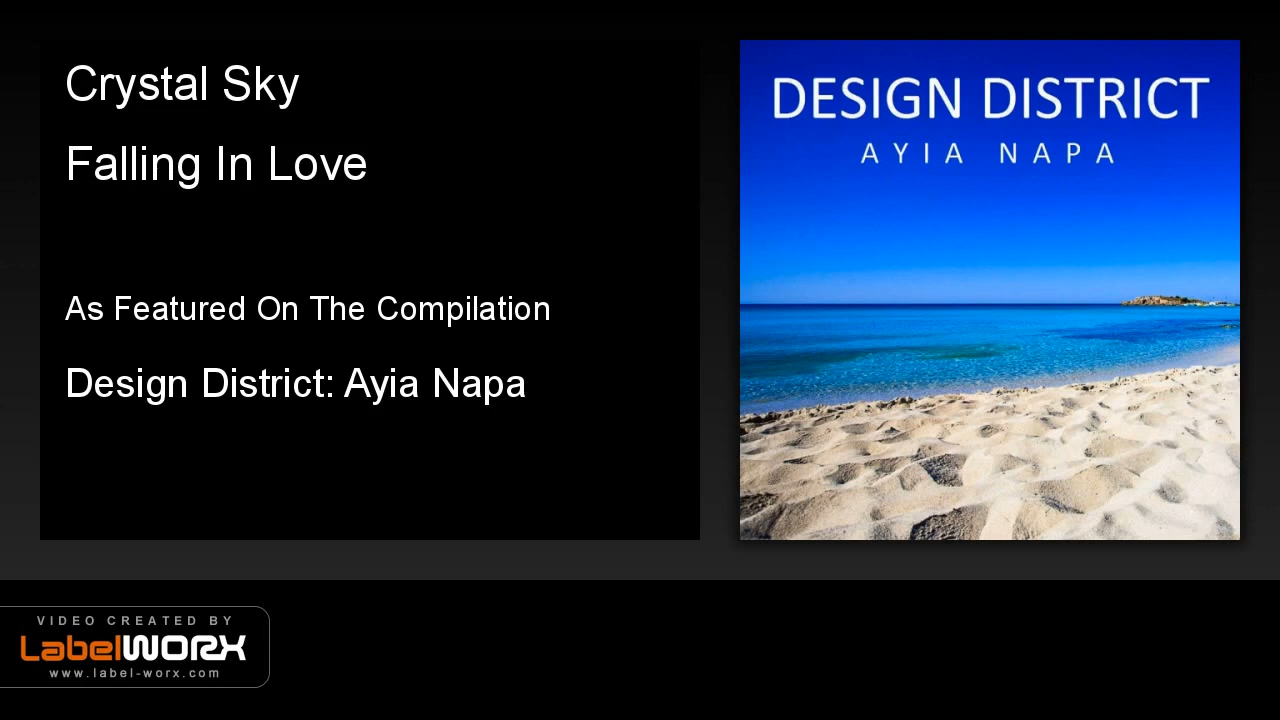 Crystal Sky
Falling In Love
As Featured On The Compilation
Design District: Ayia Napa
DESIGN DISTRICT
AYIA NAPA
VIDEO CREATED BY
LabelWORX
www.label-worx.com